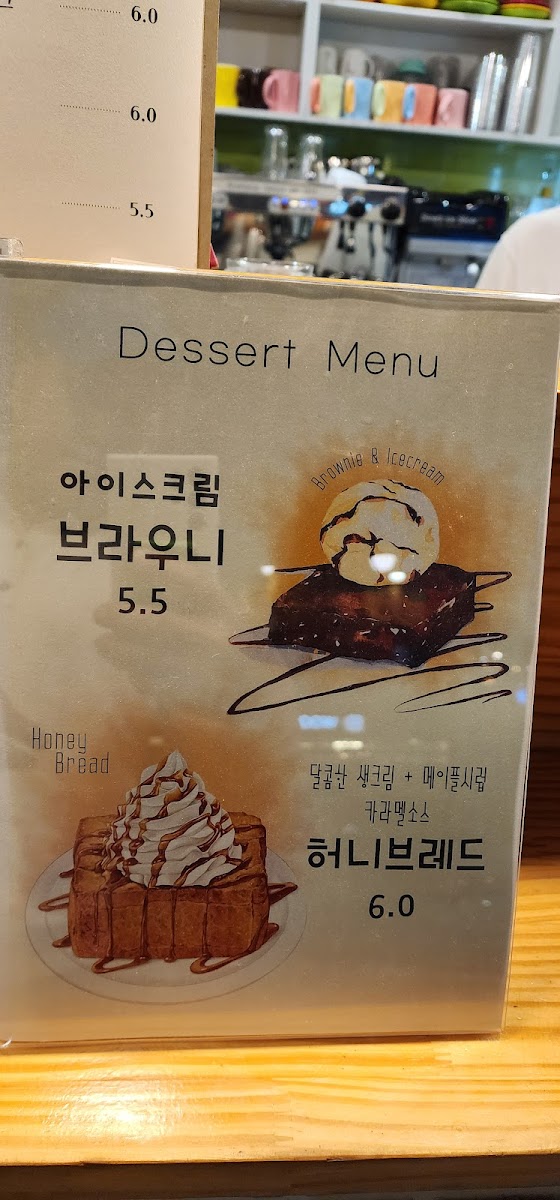 6.0
6.0
5.5
Dessert Menu
Brownie & Icecream
아이스크림
브라우니
5.5
Honey
Bread
달콤한 생크림 + 메이플시럽
카라멜소스
허니브레드
6.0